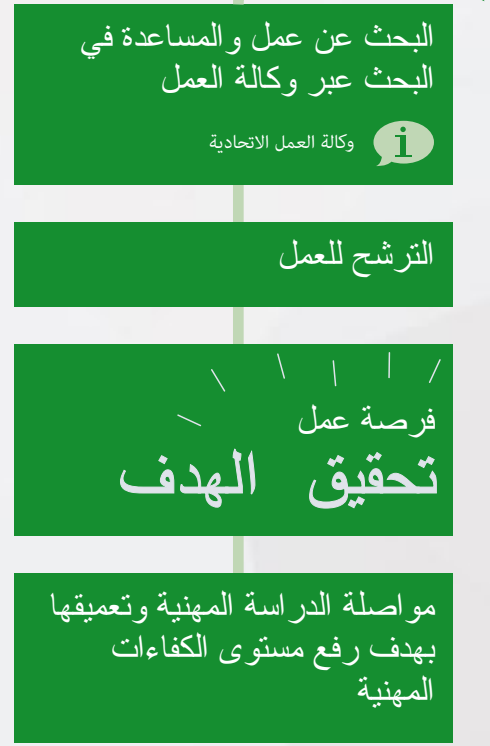 البحث عن عمل والمساعدة في
البحث عبر وكالة العمل
وكالة العمل الاتحادية
i
الترشح للعمل
فرصة عمل
تحقيق الهدف
مواصلة الدراسة المهنية وتعميقها
بهدف رفع مستوى الكفاءات
المهنية